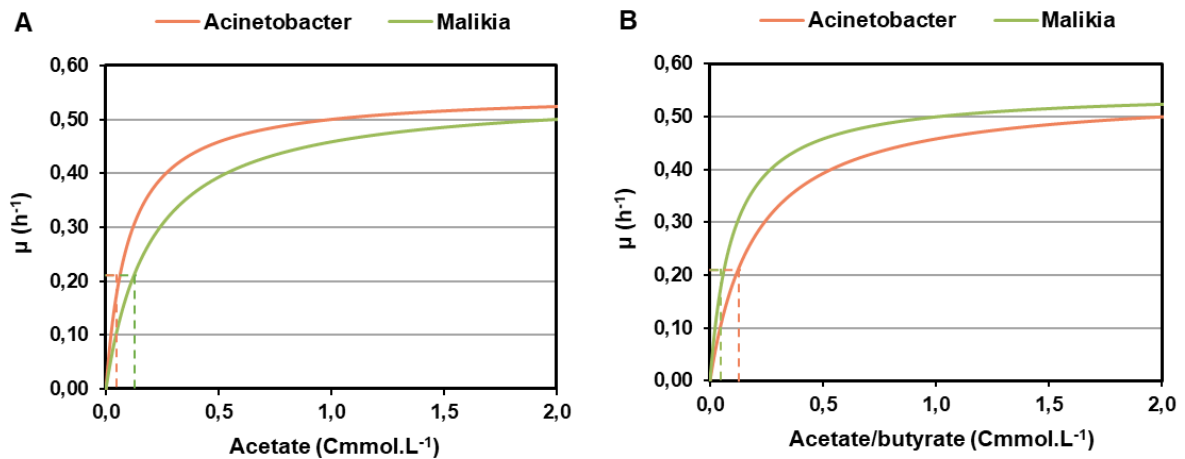 A
Acinetobacter Malikia
0,60
0,50
0,40
0,30
0,20
0,10
0,00
µ (h-1)
0,0 0,5 1,0 1,5 2,0
Acetate (Cmmol.L-1)
B
Acinetobacter Malikia
0,60
0,50
0,40
0,30
0,20
0,10
0,00
µ (h-1)
0,0 0,5 1,0 1,5 2,0
Acetate/butyrate (Cmmol.L-1)